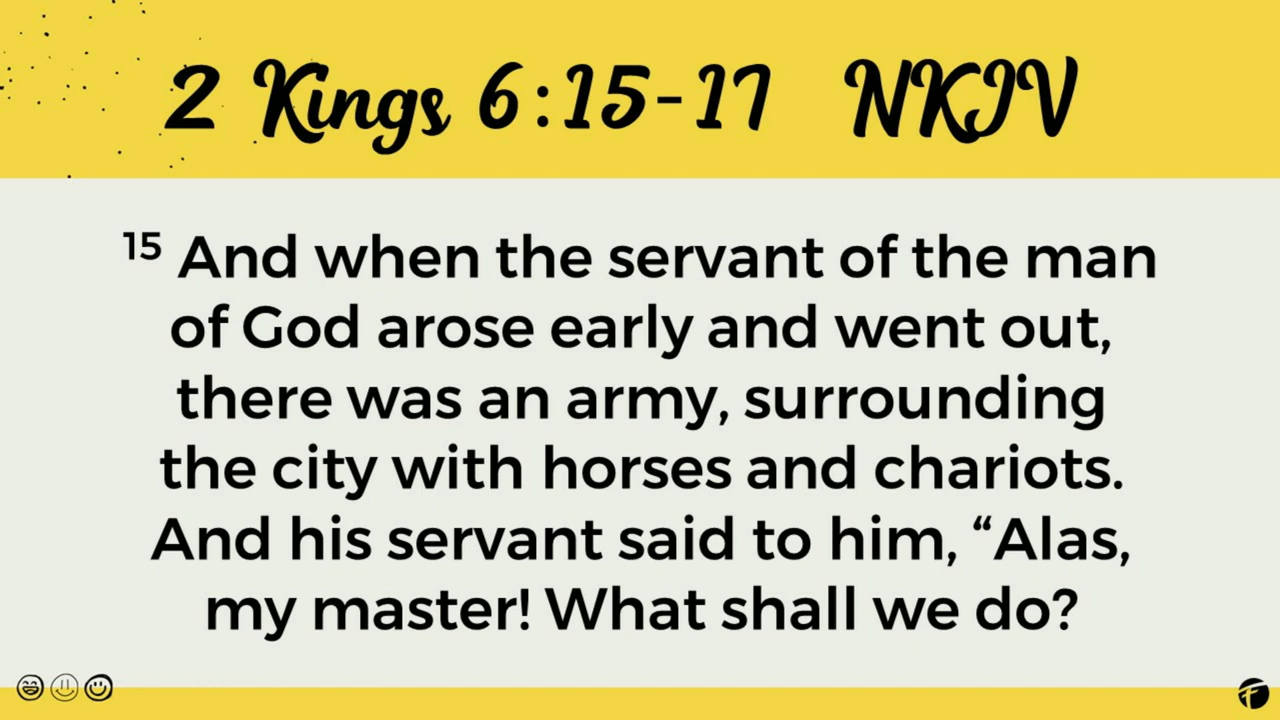 2 Kings 6:15-17 NKJV
15 And when the servant of the man
of God arose early and went out,
there was an army, surrounding
the city with horses and chariots.
And his servant said to him, “Alas,
my master! What shall we do?